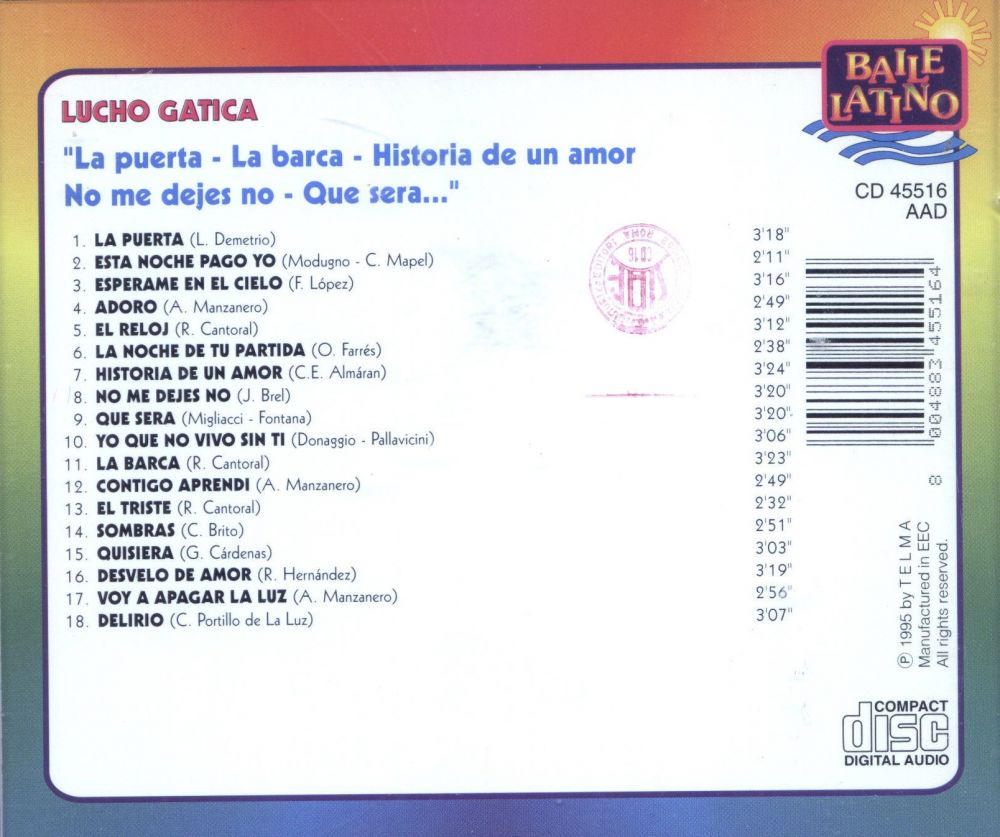 BAILE
LATINO
LUCHO GATICA
"La puerta - La barca - Historia de un amor
No me dejes no - Que sera..."
CD 45516
AAD
1. LA PUERTA (L. Demetrio) 3'18"
2. ESTA NOCHE PAGO YO (Modugno - C. Mapel) 2'11"
3. ESPERAME EN EL CIELO (F. López) 3'16"
4. ADORO (A. Manzanero) 2'49"
5. EL RELOJ (R. Cantoral) 3'12"
6. LA NOCHE DE TU PARTIDA (O. Farrés) 2'38"
7. HISTORIA DE UN AMOR (C.E. Almáran) 3'24"
8. NO ME DEJES NO (J. Brel) 3'20"
9. QUE SERA (Migliacci - Fontana) 3'20"
10. YO QUE NO VIVO SIN TI (Donaggio - Pallavicini) 3'06"
11. LA BARCA (R. Cantoral) 3'23"
12. CONTIGO APRENDI (A. Manzanero) 2'49"
13. EL TRISTE (R. Cantoral) 2'32"
14. SOMBRAS (C. Brito) 2'51"
15. QUISIERA (G. Cárdenas) 3'03"
16. DESVELO DE AMOR (R. Hernández) 3'19"
17. VOY A APAGAR LA LUZ (A. Manzanero) 2'56"
18. DELIRIO (C. Portillo de La Luz) 3'07"
8 004883 455164
℗ 1995 by TELMA
Manufactured in EEC
All rights reserved.
COMPACT
disc
DIGITAL AUDIO